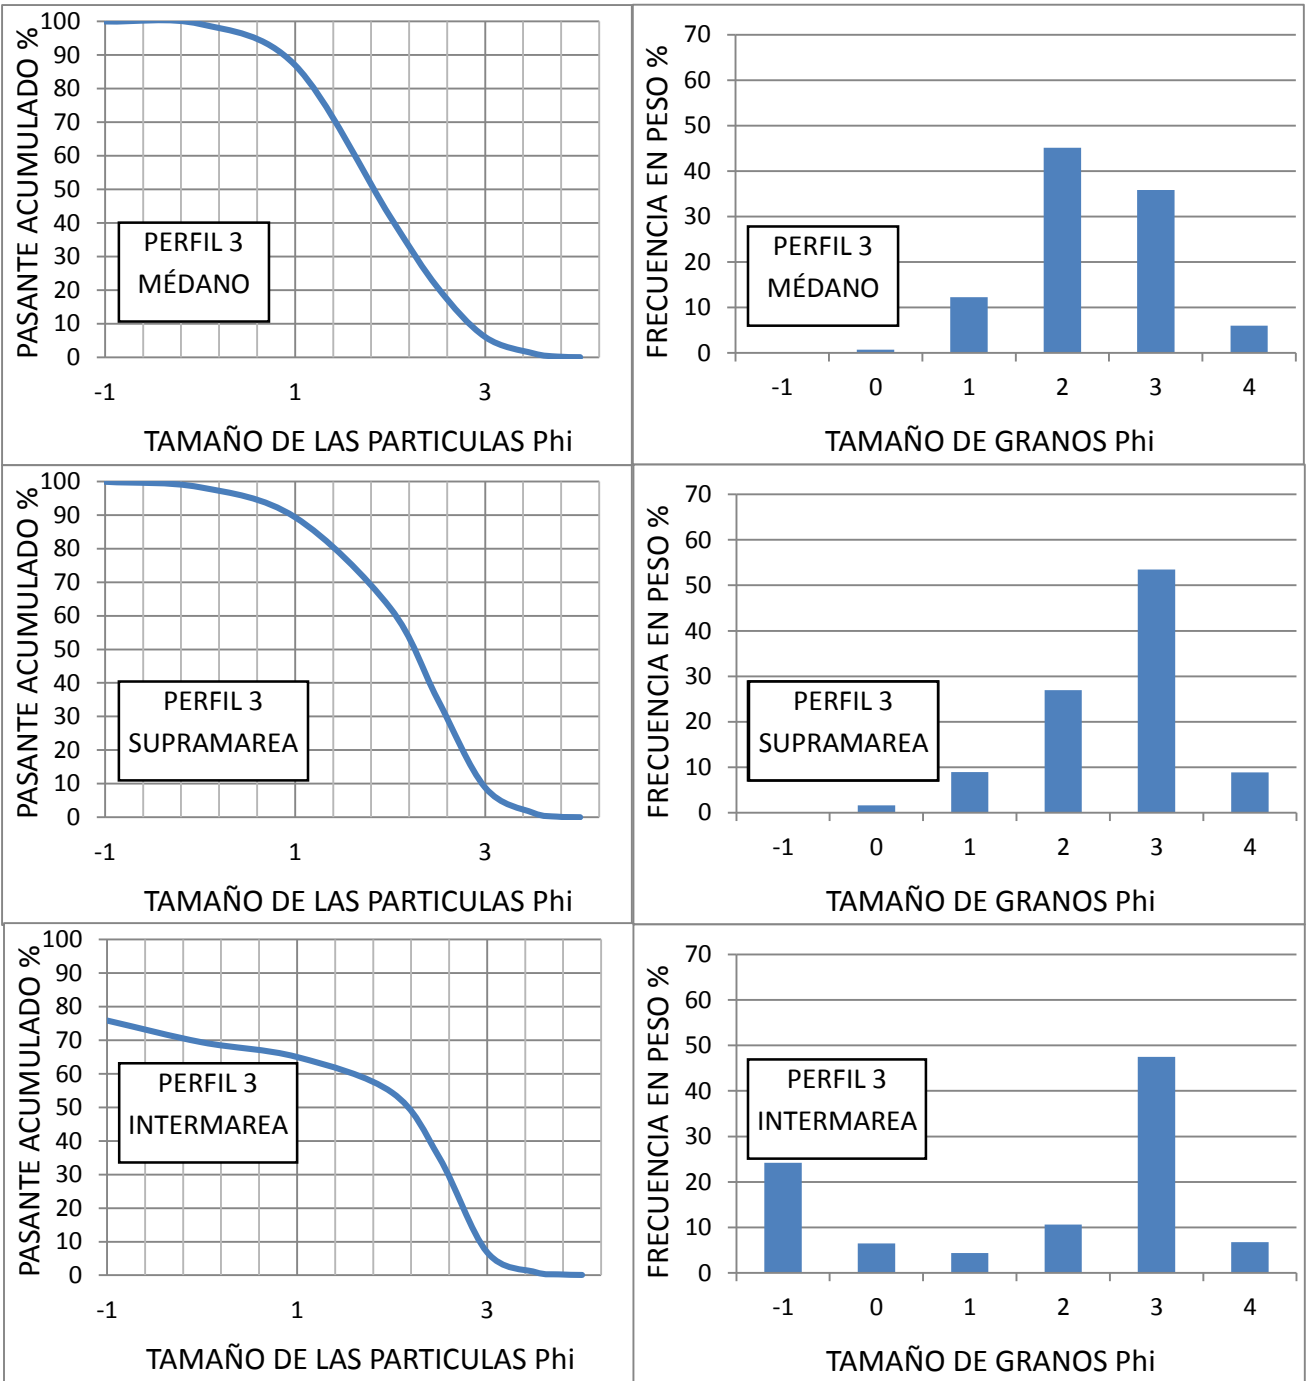 PASANTE ACUMULADO %
100
90
80
70
60
50
40
30
20
10
0
PERFIL 3
MÉDANO
-1 1 3
TAMAÑO DE LAS PARTICULAS Phi
FRECUENCIA EN PESO %
70
60
50
40
30
20
10
0
PERFIL 3
MÉDANO
-1 0 1 2 3 4
TAMAÑO DE GRANOS Phi
PASANTE ACUMULADO %
100
90
80
70
60
50
40
30
20
10
0
PERFIL 3
SUPRAMAREA
-1 1 3
TAMAÑO DE LAS PARTICULAS Phi
FRECUENCIA EN PESO %
70
60
50
40
30
20
10
0
PERFIL 3
SUPRAMAREA
-1 0 1 2 3 4
TAMAÑO DE GRANOS Phi
PASANTE ACUMULADO %
100
90
80
70
60
50
40
30
20
10
0
PERFIL 3
INTERMAREA
-1 1 3
TAMAÑO DE LAS PARTICULAS Phi
FRECUENCIA EN PESO %
70
60
50
40
30
20
10
0
PERFIL 3
INTERMAREA
-1 0 1 2 3 4
TAMAÑO DE GRANOS Phi